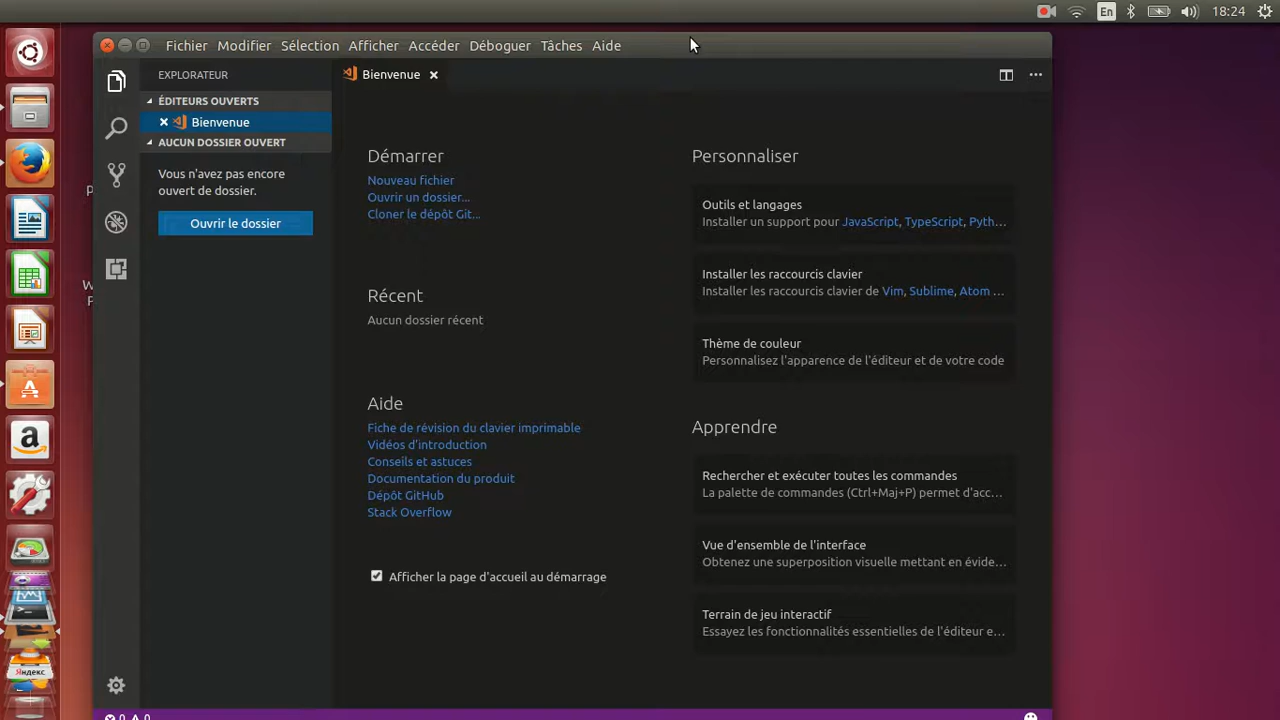 En
18:24
Fichier Modifier Sélection Afficher Accéder Déboguer Tâches Aide
EXPLORATEUR
ÉDITEURS OUVERTS
Bienvenue
AUCUN DOSSIER OUVERT
Vous n'avez pas encore
ouvert de dossier.
Ouvrir le dossier
Bienvenue
Démarrer
Nouveau fichier
Ouvrir un dossier...
Cloner le dépôt Git...
Récent
Aucun dossier récent
Aide
Fiche de révision du clavier imprimable
Vidéos d'introduction
Conseils et astuces
Documentation du produit
Dépôt GitHub
Stack Overflow
Afficher la page d'accueil au démarrage
Personnaliser
Outils et langages
Installer un support pour JavaScript, TypeScript, Pyth...
Installer les raccourcis clavier
Installer les raccourcis clavier de Vim, Sublime, Atom ...
Thème de couleur
Personnalisez l'apparence de l'éditeur et de votre code
Apprendre
Rechercher et exécuter toutes les commandes
La palette de commandes (Ctrl+Maj+P) permet d'acc...
Vue d'ensemble de l'interface
Obtenez une superposition visuelle mettant en évide...
Terrain de jeu interactif
Essayez les fonctionnalités essentielles de l'éditeur e...
Яндекс
0 0